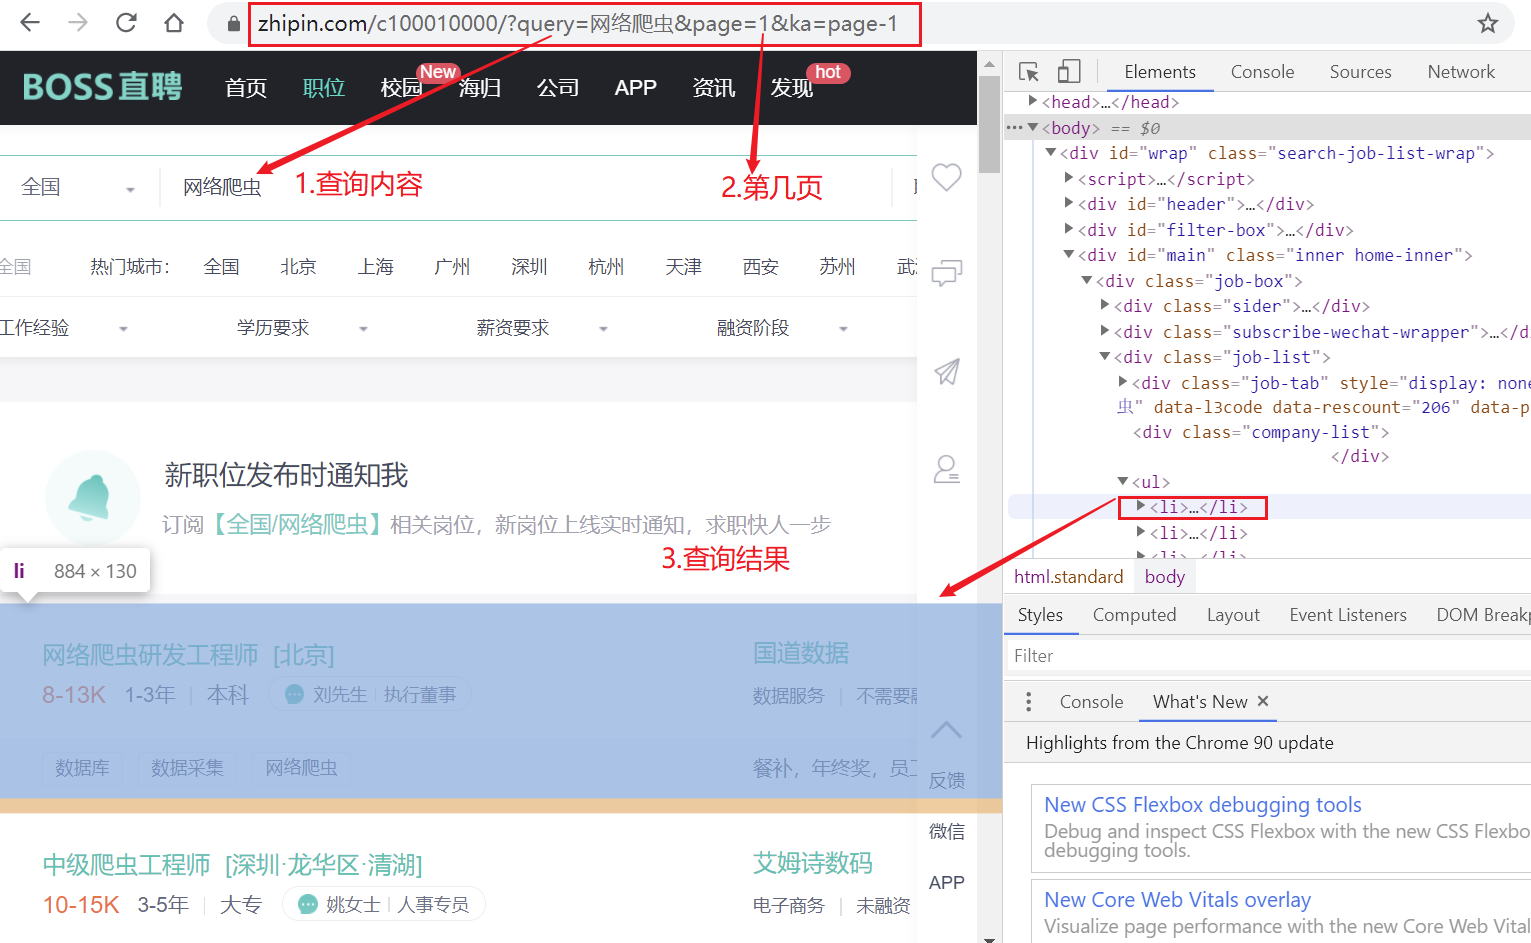 zhipin.com/c100010000/?query=网络爬虫&page=1&ka=page-1
BOSS直聘
首页
职位
校园
New
海归
公司
APP
资讯
发现
hot
全国
网络爬虫
1.查询内容
2.第几页
全国
热门城市：
全国
北京
上海
广州
深圳
杭州
天津
西安
苏州
工作经验
学历要求
薪资要求
融资阶段
新职位发布时通知我
订阅【全国/网络爬虫】相关岗位，新岗位上线实时通知，求职快人一步
3.查询结果
li 884 × 130
网络爬虫研发工程师 [北京]
国道数据
8-13K 1-3年 | 本科
刘先生 | 执行董事
数据服务 | 不需要
数据库
数据采集
网络爬虫
餐补，年终奖，员
反馈
微信
APP
中级爬虫工程师 [深圳·龙华区·清湖]
艾姆诗数码
10-15K 3-5年 | 大专
姚女士 | 人事专员
电子商务 | 未融资
Elements
Console
Sources
Network
<head>…</head>
<body> == $0
<div id="wrap" class="search-job-list-wrap">
<script>…</script>
<div id="header">…</div>
<div id="filter-box">…</div>
<div id="main" class="inner home-inner">
<div class="job-box">
<div class="sider">…</div>
<div class="subscribe-wechat-wrapper">…</d
<div class="job-list">
<div class="job-tab" style="display: none
虫" data-l3code data-rescount="206" data-p
<div class="company-list">
</div>
<ul>
<li>…</li>
<li>…</li>
<li>…</li>
html.standard
body
Styles
Computed
Layout
Event Listeners
DOM Breakp
Filter
Console
What's New ×
Highlights from the Chrome 90 update
New CSS Flexbox debugging tools
Debug and inspect CSS Flexbox with the new CSS Flexbo
debugging tools.
New Core Web Vitals overlay
Visualize page performance with the new Core Web Vital